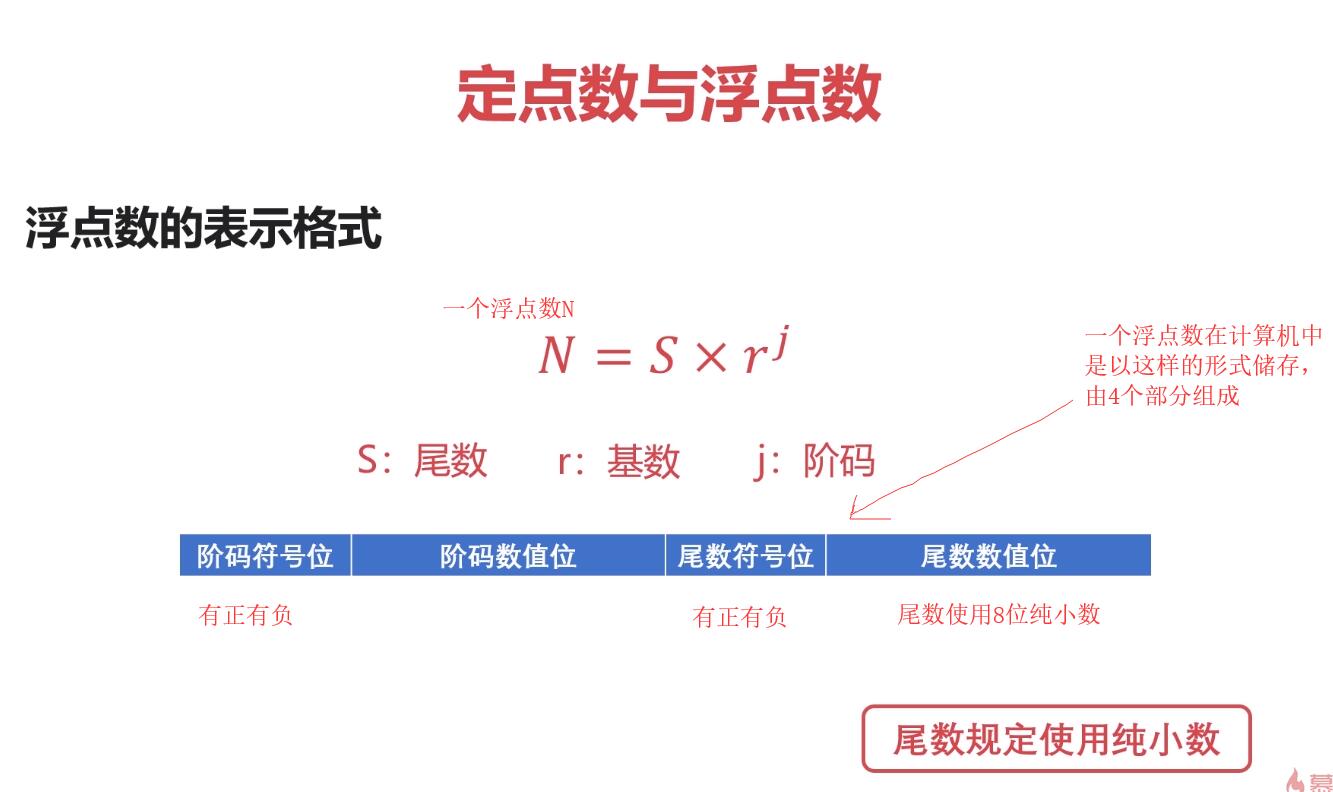 定点数与浮点数
浮点数的表示格式
一个浮点数N
N = S × r^j
一个浮点数在计算机中
是以这样的形式储存，
由4个部分组成
S：尾数 r：基数 j：阶码
阶码符号位 阶码数值位 尾数符号位 尾数数值位
有正有负 有正有负 尾数使用8位纯小数
尾数规定使用纯小数
慕